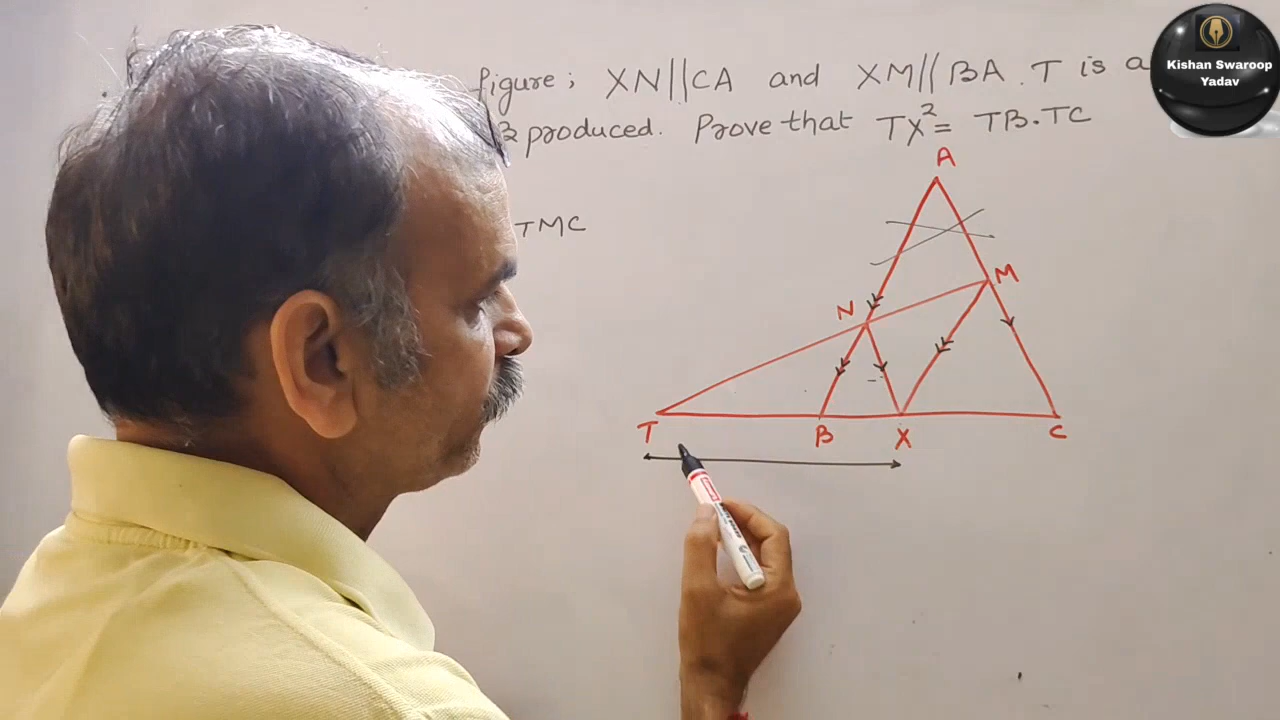 figure; XN||CA and XM||BA. T is a
B produced. Prove that TX²= TB.TC
TMC
A
M
N
T
B
X
C
Kishan Swaroop
Yadav